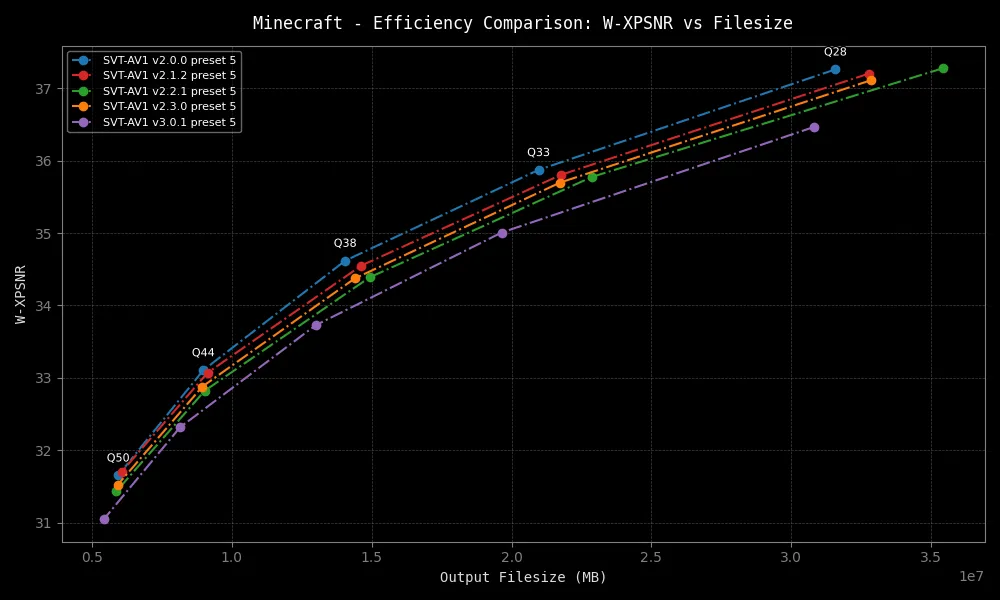 Minecraft - Efficiency Comparison: W-XPSNR vs Filesize
SVT-AV1 v2.0.0 preset 5
SVT-AV1 v2.1.2 preset 5
SVT-AV1 v2.2.1 preset 5
SVT-AV1 v2.3.0 preset 5
SVT-AV1 v3.0.1 preset 5
Q28
Q33
Q38
Q44
Q50
W-XPSNR
37
36
35
34
33
32
31
0.5
1.0
1.5
2.0
2.5
3.0
3.5
1e7
Output Filesize (MB)